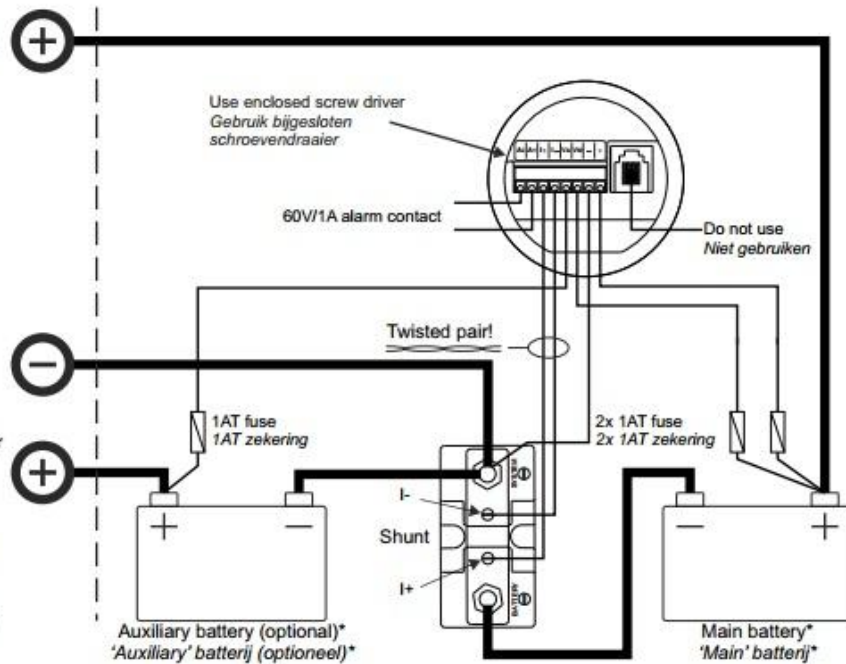 +
Use enclosed screw driver
Gebruik bijgesloten
schroevendraaier
60V/1A alarm contact
Do not use
Niet gebruiken
Twisted pair!
−
1AT fuse
1AT zekering
2x 1AT fuse
2x 1AT zekering
+
SYSTEM
I-
Shunt
I+
BATTERY
+ −
− +
Auxiliary battery (optional)*
'Auxiliary' batterij (optioneel)*
Main battery*
'Main' batterij*